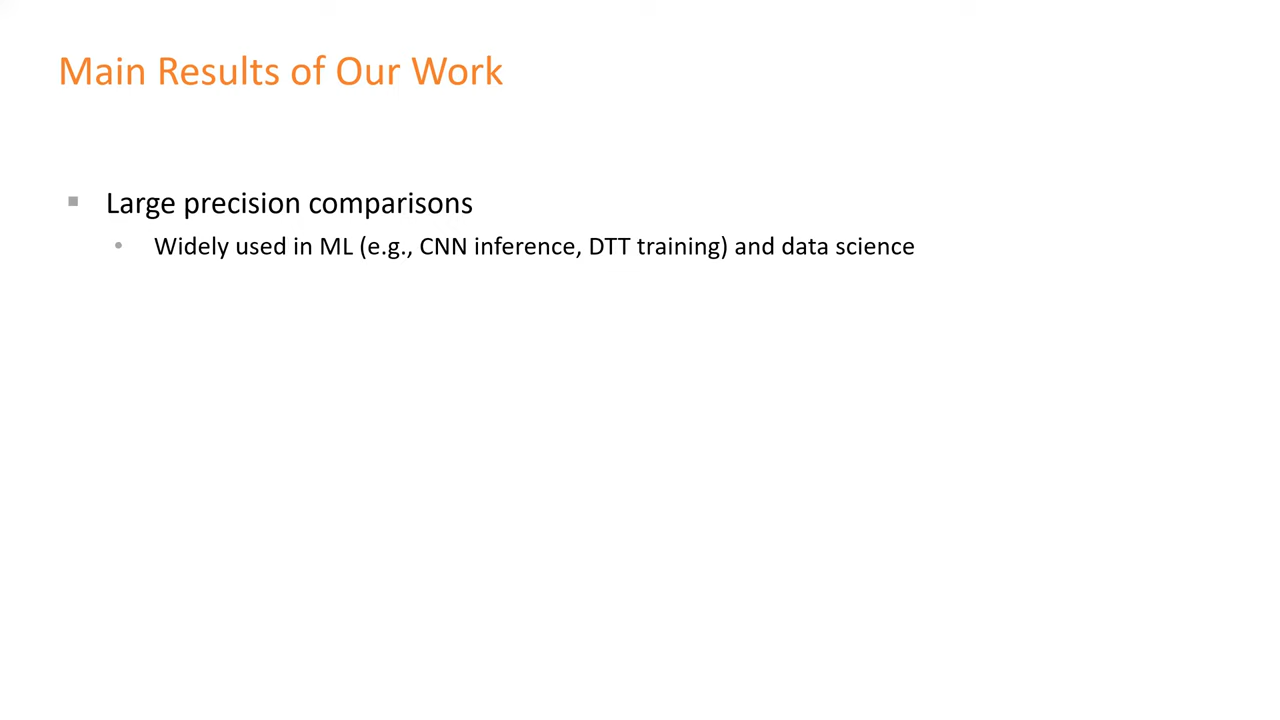 Main Results of Our Work
Large precision comparisons
Widely used in ML (e.g., CNN inference, DTT training) and data science